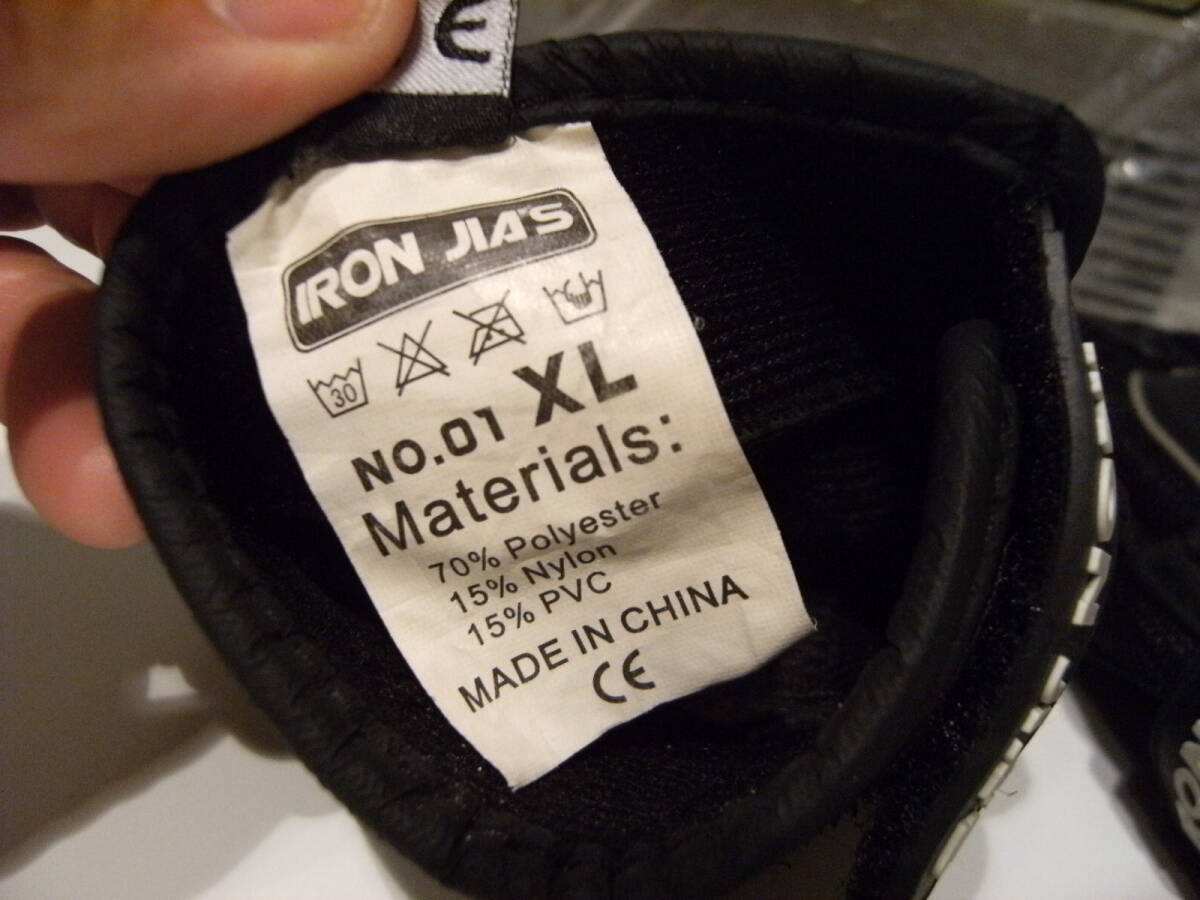 E
IRON JIA'S
30
NO.01 XL
Materials:
70% Polyester
15% Nylon
15% PVC
MADE IN CHINA
CE